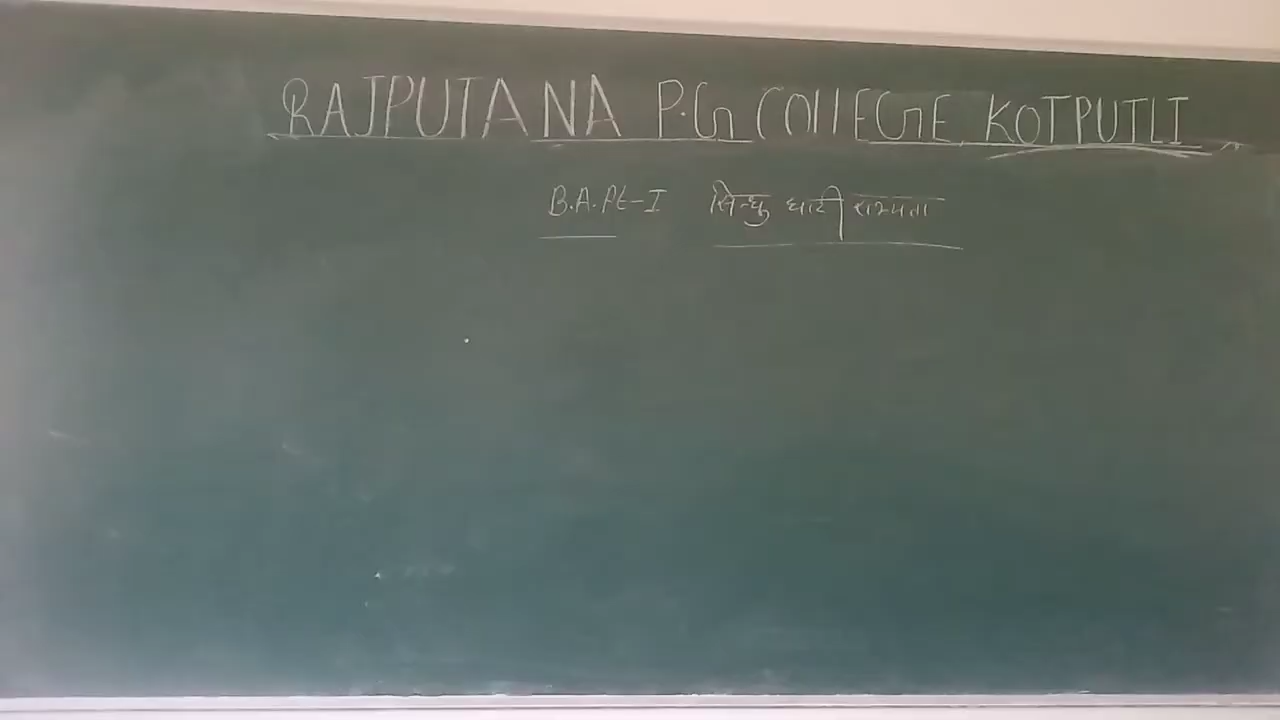 RAJPUTANA P.G COllEGE KOTPUTLI
B.A.Pt-I सिन्धु घाटी सभ्यता